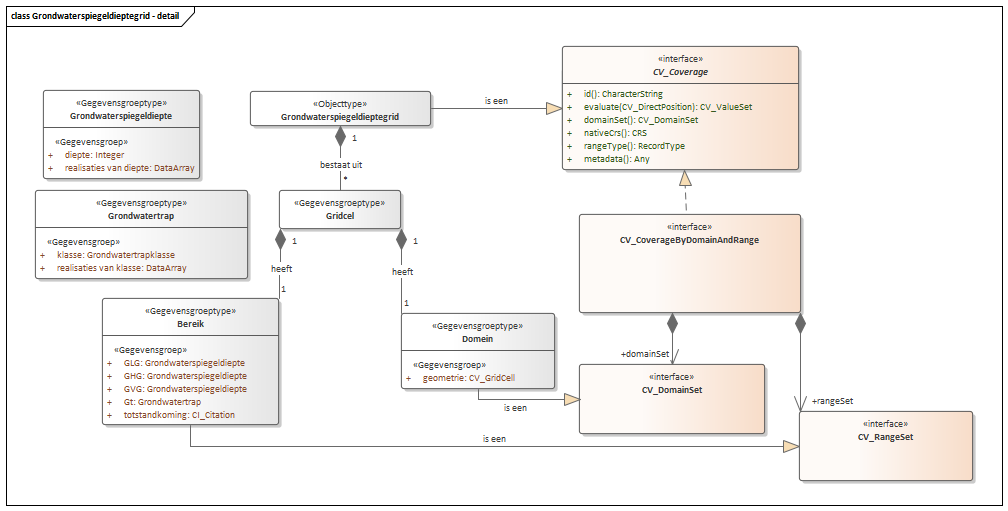 class Grondwaterspiegeldieptegrid - detail
«Gegevensgroeptype»
Grondwaterspiegeldiepte
«Gegevensgroep»
+ diepte: Integer
+ realisaties van diepte: DataArray
«Objecttype»
Grondwaterspiegeldieptegrid
is een
«interface»
CV_Coverage
+ id(): CharacterString
+ evaluate(CV_DirectPosition): CV_ValueSet
+ domainSet(): CV_DomainSet
+ nativeCrs(): CRS
+ rangeType(): RecordType
+ metadata(): Any
1
bestaat uit
*
«Gegevensgroeptype»
Grondwatertrap
«Gegevensgroep»
+ klasse: Grondwatertrapklasse
+ realisaties van klasse: DataArray
«Gegevensgroeptype»
Gridcel
1
heeft
1
1
heeft
1
«interface»
CV_CoverageByDomainAndRange
«Gegevensgroeptype»
Bereik
«Gegevensgroep»
+ GLG: Grondwaterspiegeldiepte
+ GHG: Grondwaterspiegeldiepte
+ GVG: Grondwaterspiegeldiepte
+ Gt: Grondwatertrap
+ totstandkoming: CI_Citation
«Gegevensgroeptype»
Domein
«Gegevensgroep»
+ geometrie: CV_GridCell
is een
+domainSet
«interface»
CV_DomainSet
+rangeSet
«interface»
CV_RangeSet
is een